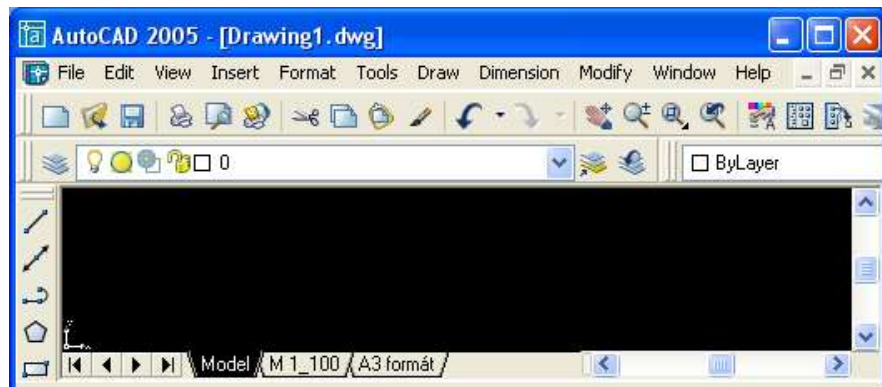 AutoCAD 2005 - [Drawing1.dwg]
File Edit View Insert Format Tools Draw Dimension Modify Window Help
0 ByLayer
Model M 1_100 A3 formát